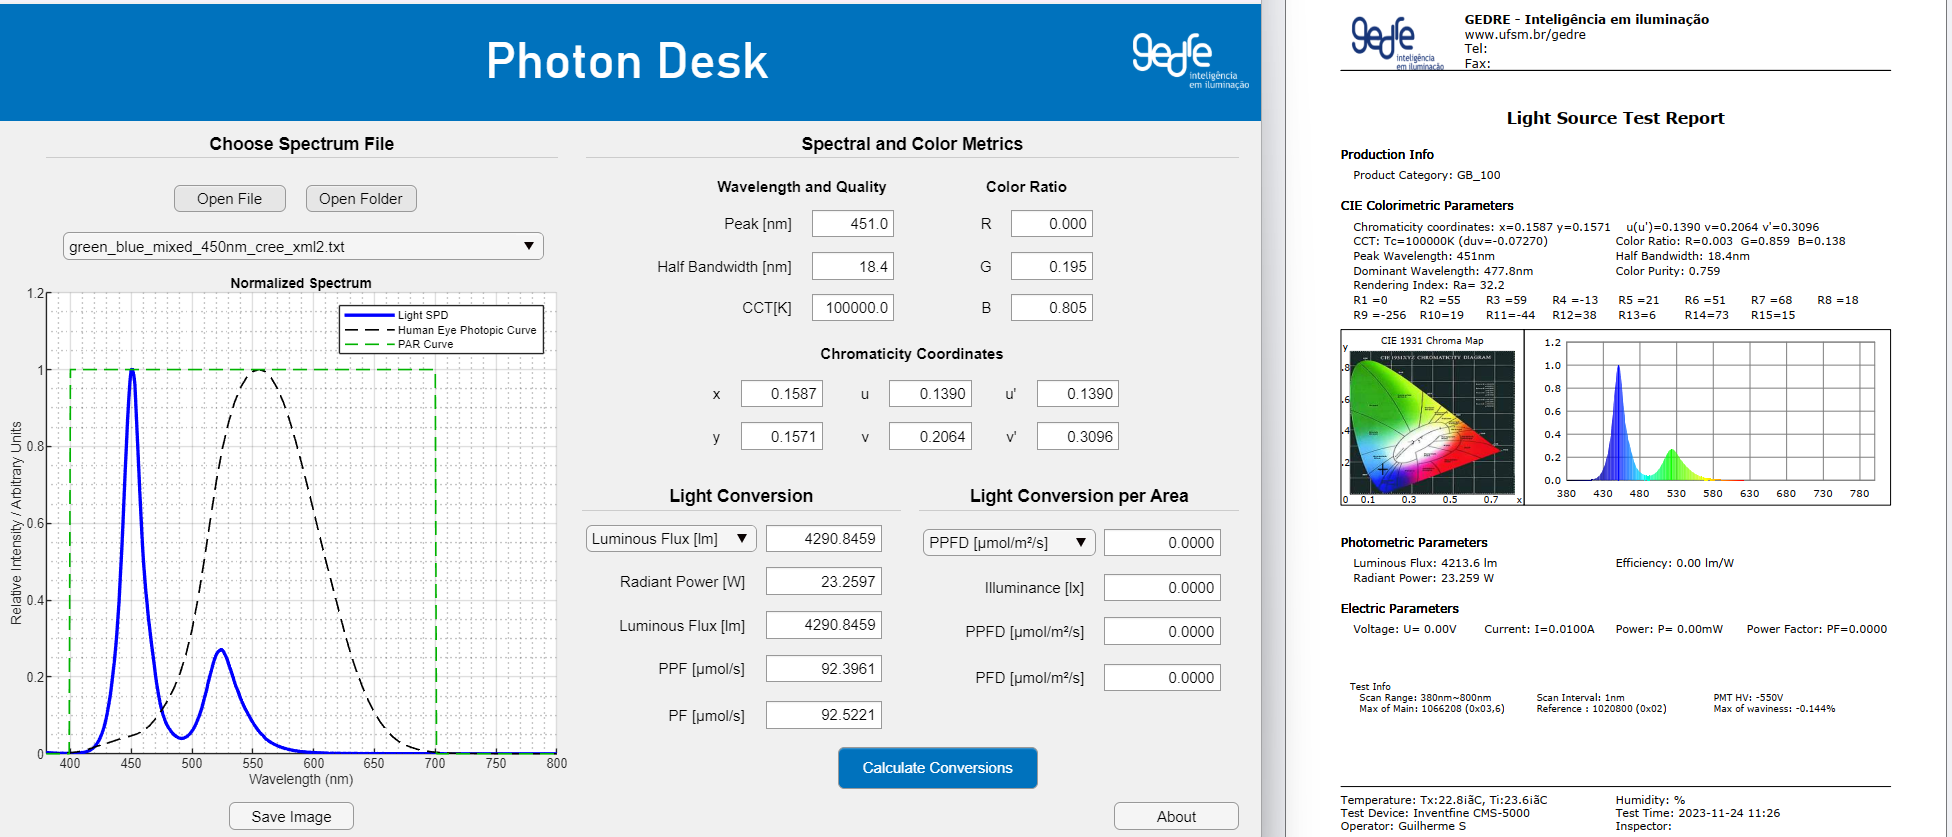 Photon Desk
gedre
inteligência
em iluminação
Choose Spectrum File
Open File
Open Folder
green_blue_mixed_450nm_cree_xml2.txt
Normalized Spectrum
Light SPD
Human Eye Photopic Curve
PAR Curve
Relative Intensity / Arbitrary Units
1.2
1
0.8
0.6
0.4
0.2
0
400 450 500 550 600 650 700 750 800
Wavelength (nm)
Save Image
Spectral and Color Metrics
Wavelength and Quality
Color Ratio
Peak [nm] 451.0
R 0.000
Half Bandwidth [nm] 18.4
G 0.195
CCT[K] 100000.0
B 0.805
Chromaticity Coordinates
x 0.1587 u 0.1390 u' 0.1390
y 0.1571 v 0.2064 v' 0.3096
Light Conversion
Luminous Flux [lm] 4290.8459
Radiant Power [W] 23.2597
Luminous Flux [lm] 4290.8459
PPF [µmol/s] 92.3961
PF [µmol/s] 92.5221
Light Conversion per Area
PPFD [µmol/m²/s] 0.0000
Illuminance [lx] 0.0000
PPFD [µmol/m²/s] 0.0000
PFD [µmol/m²/s] 0.0000
Calculate Conversions
About
gedre
inteligência
em iluminação
GEDRE - Inteligência em iluminação
www.ufsm.br/gedre
Tel:
Fax:
Light Source Test Report
Production Info
Product Category: GB_100
CIE Colorimetric Parameters
Chromaticity coordinates: x=0.1587 y=0.1571 u(u')=0.1390 v=0.2064 v'=0.3096
CCT: Tc=100000K (duv=-0.07270) Color Ratio: R=0.003 G=0.859 B=0.138
Peak Wavelength: 451nm Half Bandwidth: 18.4nm
Dominant Wavelength: 477.8nm Color Purity: 0.759
Rendering Index: Ra= 32.2
R1 =0 R2 =55 R3 =59 R4 =-13 R5 =21 R6 =51 R7 =68 R8 =18
R9 =-256 R10=19 R11=-44 R12=38 R13=6 R14=73 R15=15
CIE 1931 Chroma Map
CIE 1931XYZ CHROMATICITY DIAGRAM
y
.8
.6
.4
.2
0 0.1 0.3 0.5 0.7 x
1.2
1.0
0.8
0.6
0.4
0.2
0.0
380 430 480 530 580 630 680 730 780
Photometric Parameters
Luminous Flux: 4213.6 lm Efficiency: 0.00 lm/W
Radiant Power: 23.259 W
Electric Parameters
Voltage: U= 0.00V Current: I=0.0100A Power: P= 0.00mW Power Factor: PF=0.0000
Test Info
Scan Range: 380nm~800nm Scan Interval: 1nm PMT HV: -550V
Max of Main: 1066208 (0x03,6) Reference : 1020800 (0x02) Max of waviness: -0.144%
Temperature: Tx:22.8iãC, Ti:23.6iãC Humidity: %
Test Device: Inventfine CMS-5000 Test Time: 2023-11-24 11:26
Operator: Guilherme S Inspector: